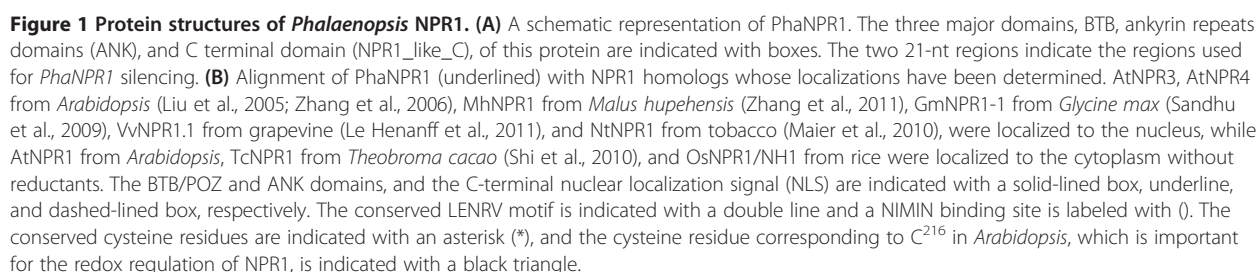 Figure 1 Protein structures of Phalaenopsis NPR1. (A) A schematic representation of PhaNPR1. The three major domains, BTB, ankyrin repeats
domains (ANK), and C terminal domain (NPR1_like_C), of this protein are indicated with boxes. The two 21-nt regions indicate the regions used
for PhaNPR1 silencing. (B) Alignment of PhaNPR1 (underlined) with NPR1 homologs whose localizations have been determined. AtNPR3, AtNPR4
from Arabidopsis (Liu et al., 2005; Zhang et al., 2006), MhNPR1 from Malus hupehensis (Zhang et al., 2011), GmNPR1-1 from Glycine max (Sandhu
et al., 2009), VvNPR1.1 from grapevine (Le Henanff et al., 2011), and NtNPR1 from tobacco (Maier et al., 2010), were localized to the nucleus, while
AtNPR1 from Arabidopsis, TcNPR1 from Theobroma cacao (Shi et al., 2010), and OsNPR1/NH1 from rice were localized to the cytoplasm without
reductants. The BTB/POZ and ANK domains, and the C-terminal nuclear localization signal (NLS) are indicated with a solid-lined box, underline,
and dashed-lined box, respectively. The conserved LENRV motif is indicated with a double line and a NIMIN binding site is labeled with (). The
conserved cysteine residues are indicated with an asterisk (*), and the cysteine residue corresponding to C²¹⁶ in Arabidopsis, which is important
for the redox regulation of NPR1, is indicated with a black triangle.